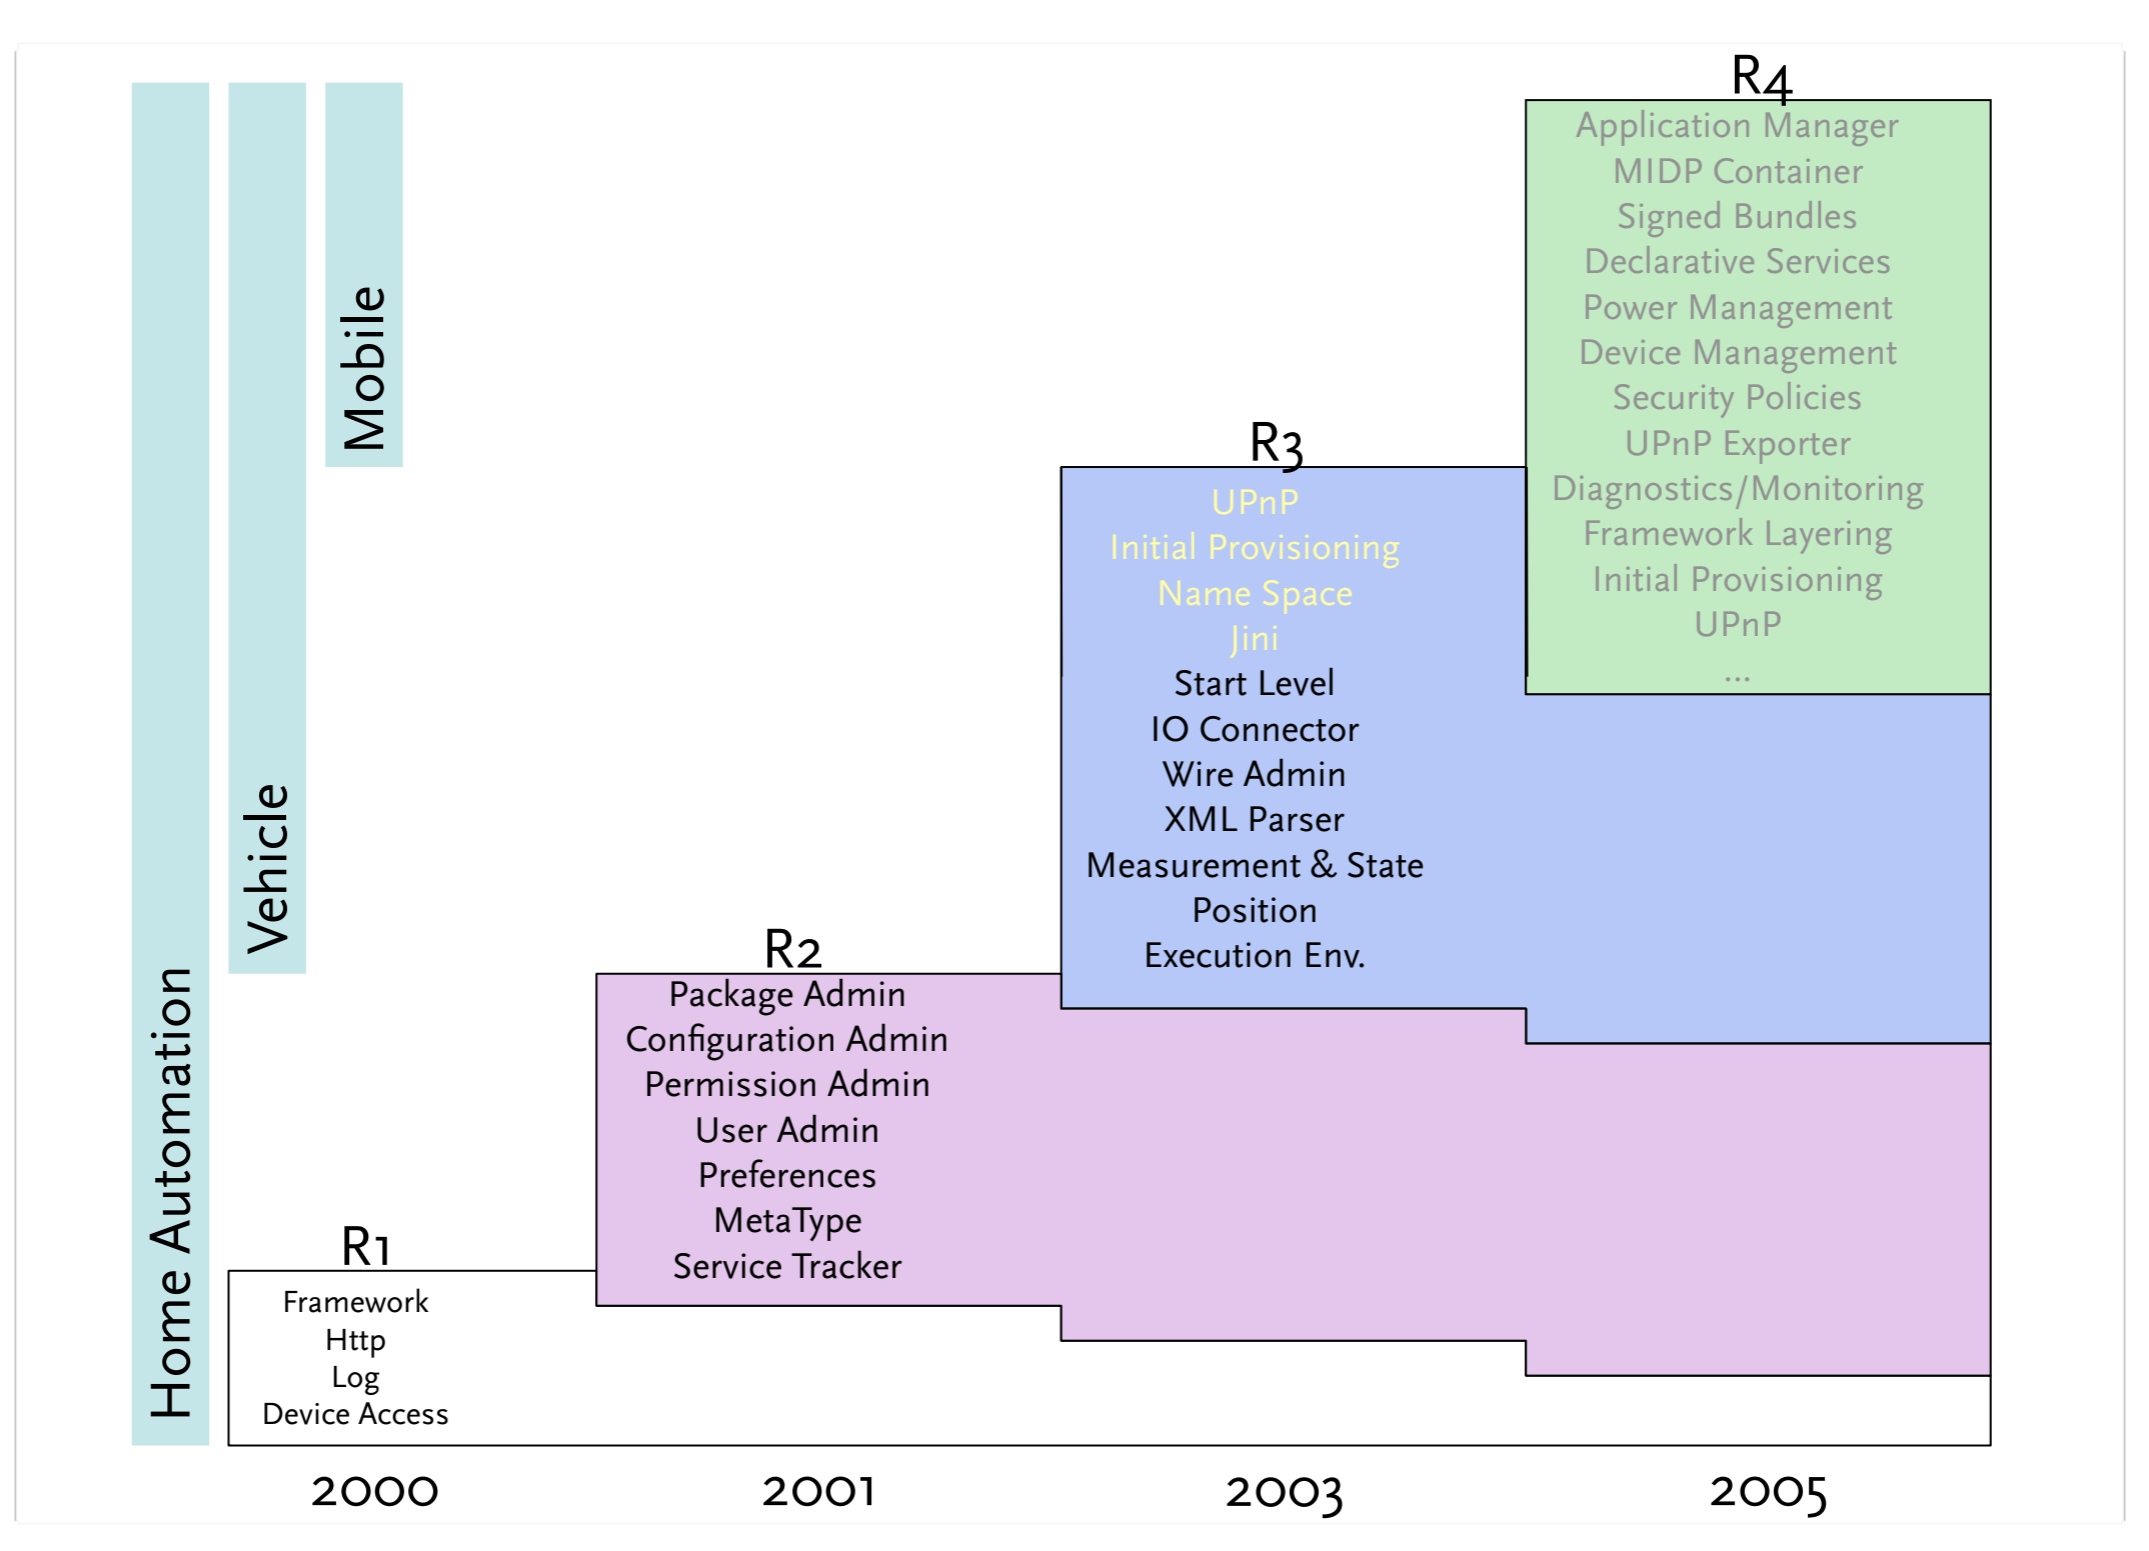 Home Automation
Vehicle
Mobile
R1
Framework
Http
Log
Device Access
R2
Package Admin
Configuration Admin
Permission Admin
User Admin
Preferences
MetaType
Service Tracker
R3
UPnP
Initial Provisioning
Name Space
Jini
Start Level
IO Connector
Wire Admin
XML Parser
Measurement & State
Position
Execution Env.
R4
Application Manager
MIDP Container
Signed Bundles
Declarative Services
Power Management
Device Management
Security Policies
UPnP Exporter
Diagnostics/Monitoring
Framework Layering
Initial Provisioning
UPnP
...
2000
2001
2003
2005